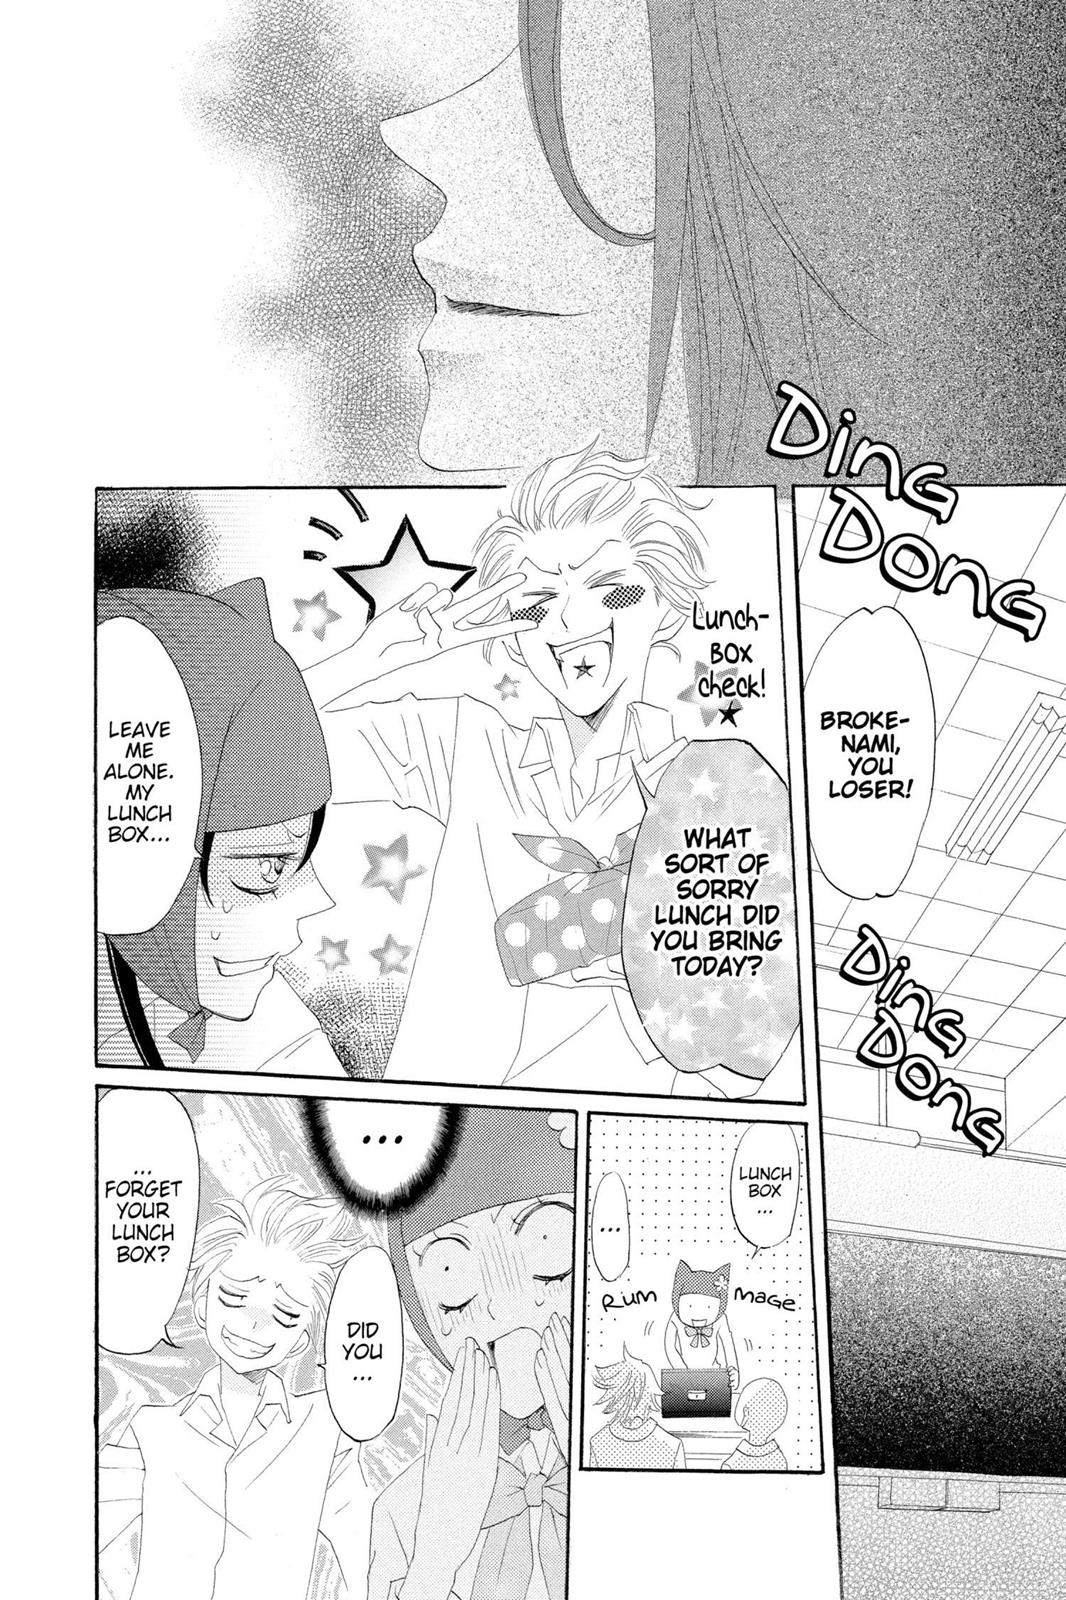 DING
DONG
BROKE-
NAMI,
YOU
LOSER!
DING
DONG
Lunch-
BOX
check!
WHAT
SORT OF
SORRY
LUNCH DID
YOU BRING
TODAY?
LEAVE
ME
ALONE.
MY
LUNCH
BOX...
LUNCH
BOX
...
...
RUM MAGE
...
DID
YOU
...
...
FORGET
YOUR
LUNCH
BOX?